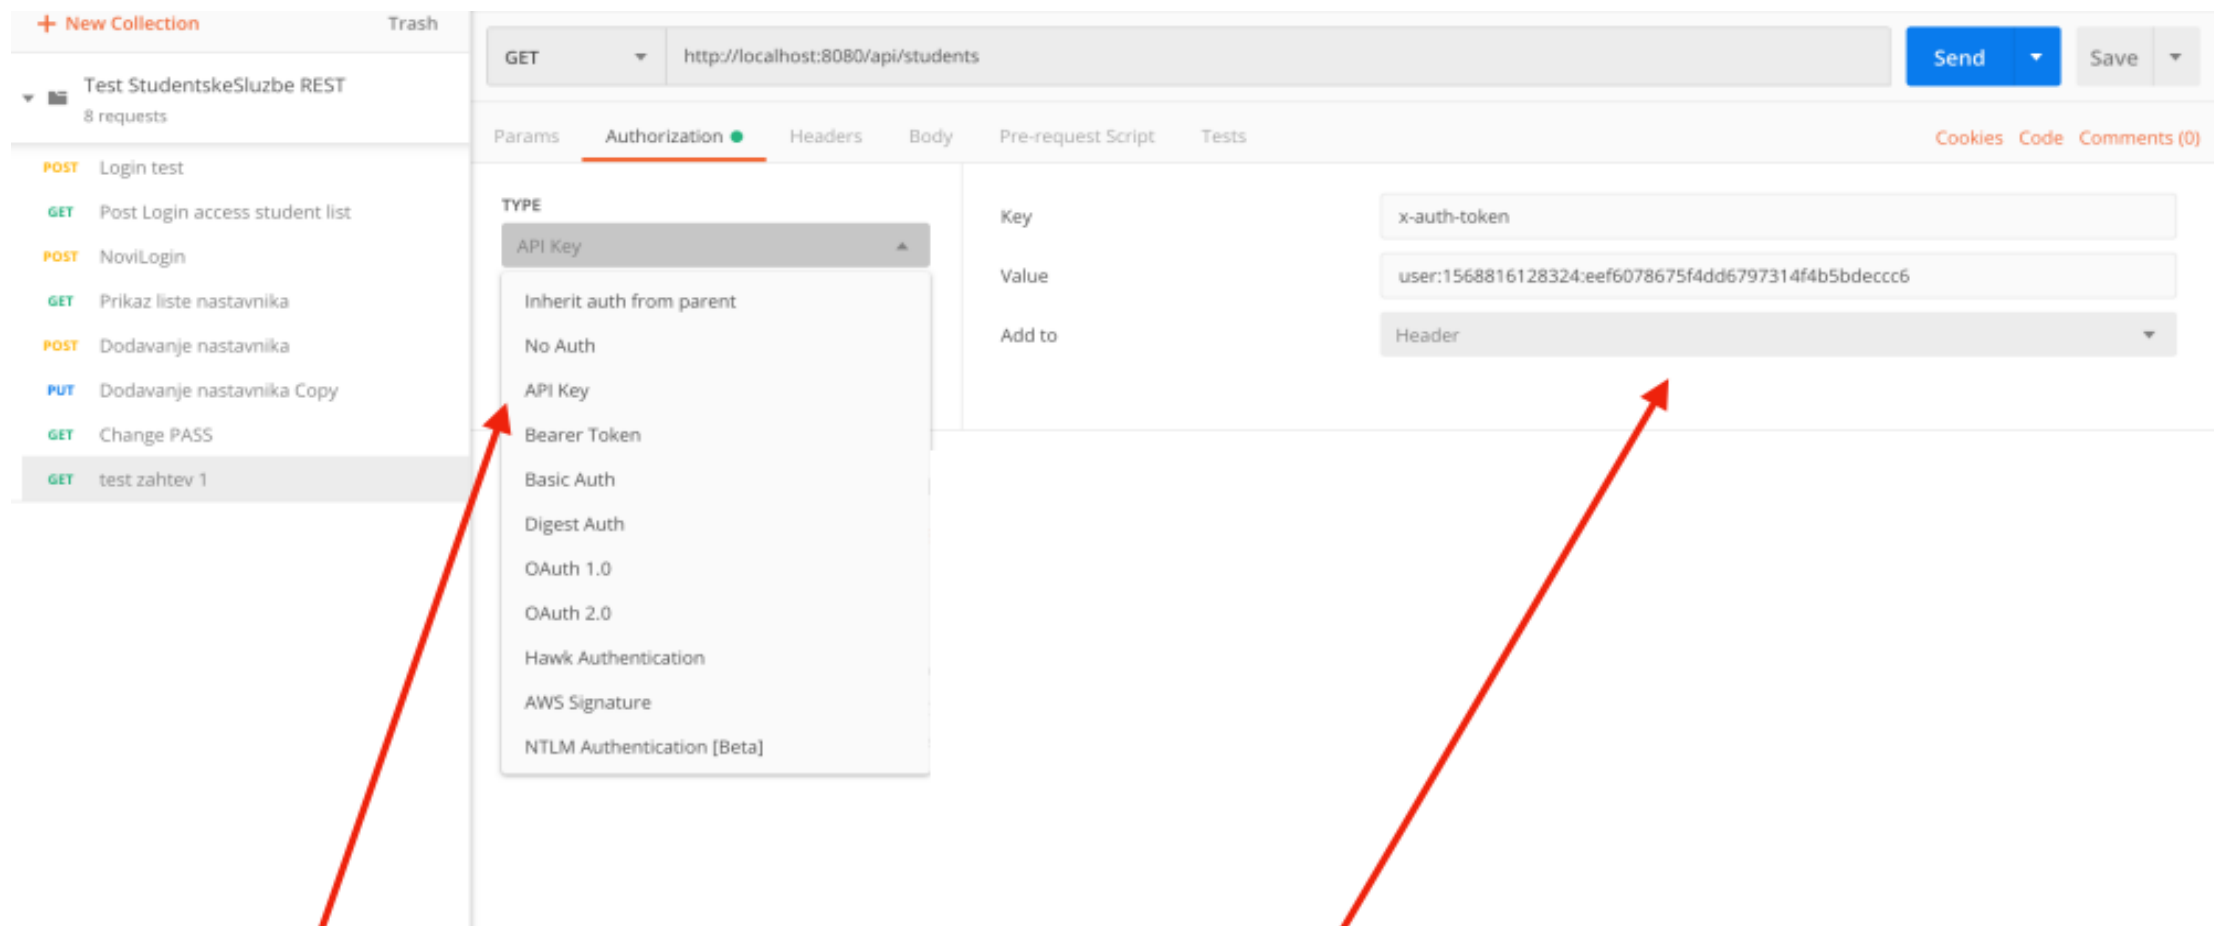 + New Collection Trash
Test StudentskeSluzbe REST
8 requests
POST Login test
GET Post Login access student list
POST NoviLogin
GET Prikaz liste nastavnika
POST Dodavanje nastavnika
PUT Dodavanje nastavnika Copy
GET Change PASS
GET test zahtev 1
GET http://localhost:8080/api/students Send Save
Params Authorization Headers Body Pre-request Script Tests Cookies Code Comments (0)
TYPE
API Key
Inherit auth from parent
No Auth
API Key
Bearer Token
Basic Auth
Digest Auth
OAuth 1.0
OAuth 2.0
Hawk Authentication
AWS Signature
NTLM Authentication [Beta]
Key x-auth-token
Value user:1568816128324:eef6078675f4dd6797314f4b5bdeccc6
Add to Header